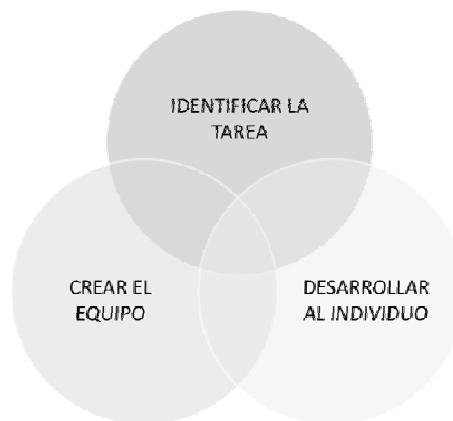 IDENTIFICAR LA
TAREA
CREAR EL
EQUIPO
DESARROLLAR
AL INDIVIDUO